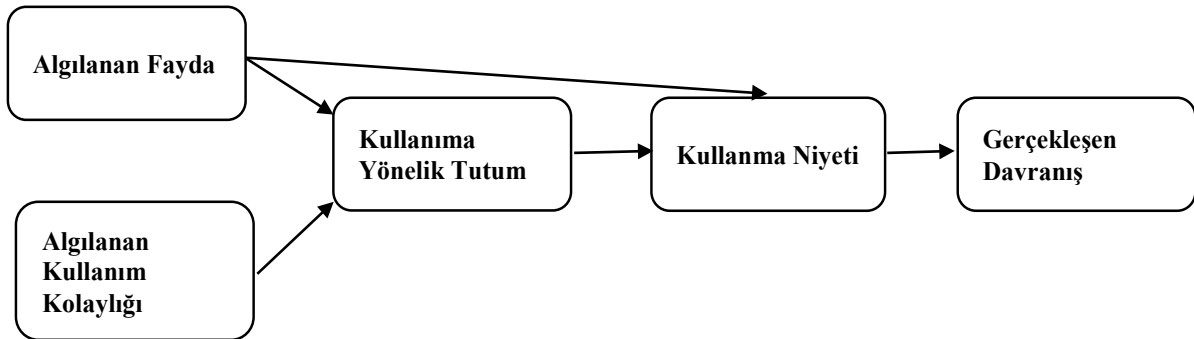 Algılanan Fayda
Kullanıma
Yönelik Tutum
Kullanma Niyeti
Gerçekleşen
Davranış
Algılanan
Kullanım
Kolaylığı